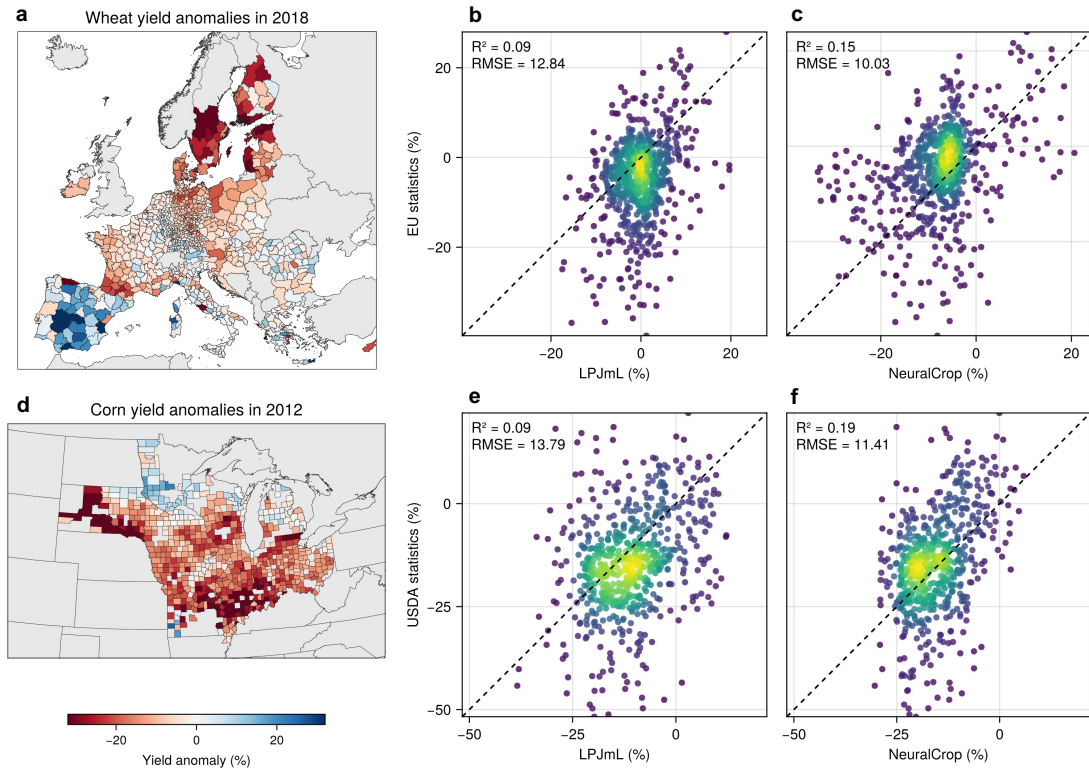 a
Wheat yield anomalies in 2018
b
R² = 0.09
RMSE = 12.84
20
0
−20
EU statistics (%)
−20
0
20
LPJmL (%)
c
R² = 0.15
RMSE = 10.03
−20
0
20
NeuralCrop (%)
d
Corn yield anomalies in 2012
−20
0
20
Yield anomaly (%)
e
R² = 0.09
RMSE = 13.79
0
−25
−50
USDA statistics (%)
−50
−25
0
LPJmL (%)
f
R² = 0.19
RMSE = 11.41
−50
−25
0
NeuralCrop (%)